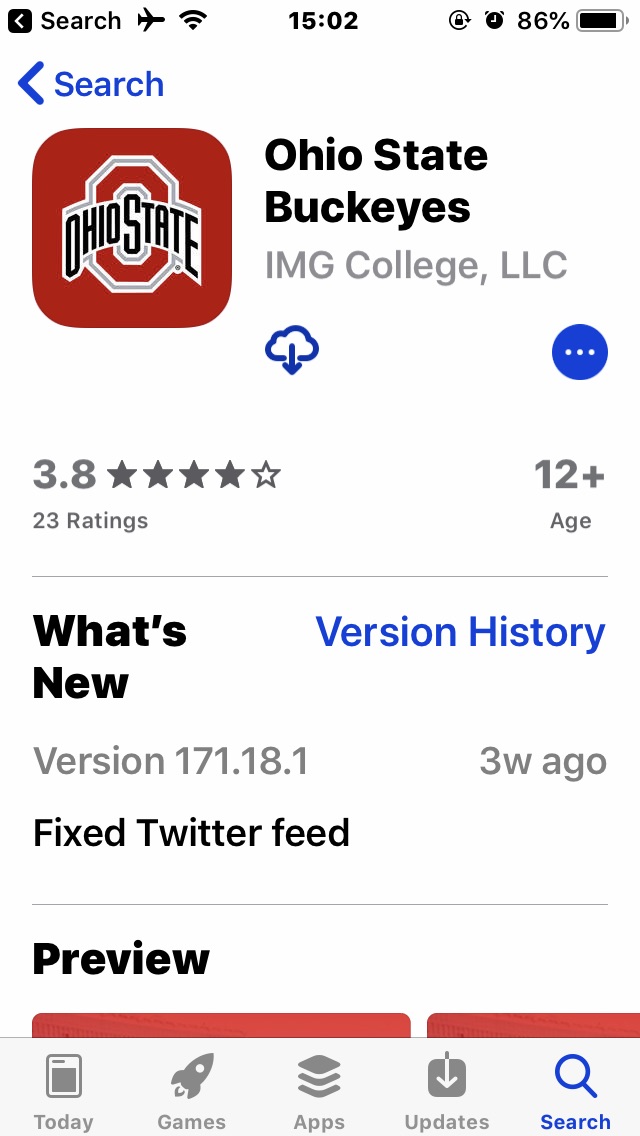 Search 15:02 86%
Search
OHIO STATE
Ohio State
Buckeyes
IMG College, LLC
3.8
12+
23 Ratings
Age
What's
New
Version History
Version 171.18.1
3w ago
Fixed Twitter feed
Preview
Today Games Apps Updates Search